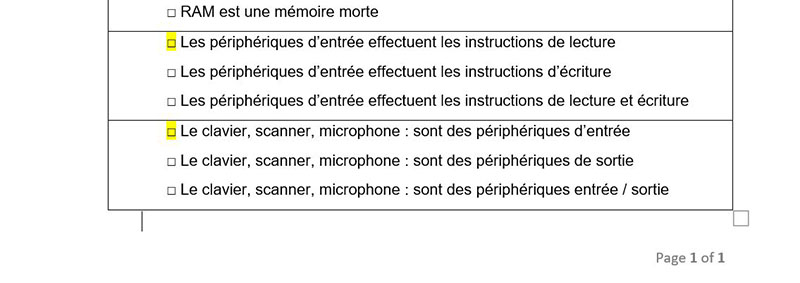 □ RAM est une mémoire morte
□ Les périphériques d’entrée effectuent les instructions de lecture
□ Les périphériques d’entrée effectuent les instructions d’écriture
□ Les périphériques d’entrée effectuent les instructions de lecture et écriture
□ Le clavier, scanner, microphone : sont des périphériques d’entrée
□ Le clavier, scanner, microphone : sont des périphériques de sortie
□ Le clavier, scanner, microphone : sont des périphériques entrée / sortie
Page 1 of 1